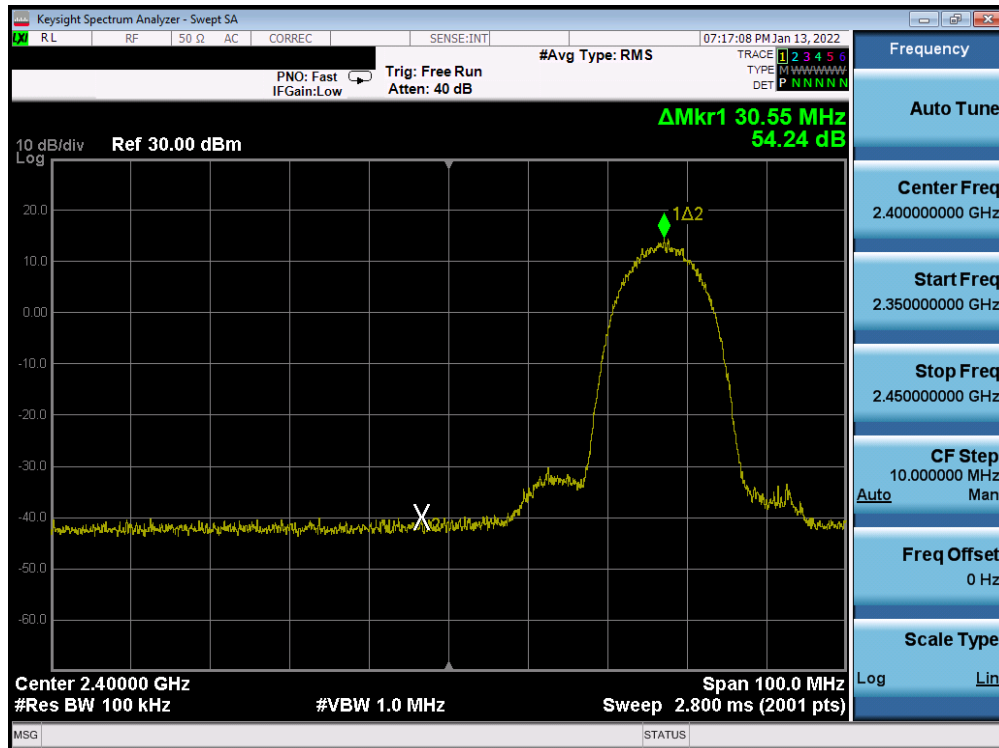 Keysight Spectrum Analyzer - Swept SA
LXI RL RF 50 Ω AC CORREC SENSE:INT 07:17:08 PM Jan 13, 2022
#Avg Type: RMS TRACE 1 2 3 4 5 6
PNO: Fast Trig: Free Run TYPE M W W W W W
IFGain:Low Atten: 40 dB DET P N N N N N
ΔMkr1 30.55 MHz
54.24 dB
10 dB/div Ref 30.00 dBm
Log
1Δ2
20.0
10.0
0.00
-10.0
-20.0
-30.0
-40.0
-50.0
-60.0
X
Center 2.40000 GHz Span 100.0 MHz
#Res BW 100 kHz #VBW 1.0 MHz Sweep 2.800 ms (2001 pts)
MSG STATUS
Frequency
Auto Tune
Center Freq
2.400000000 GHz
Start Freq
2.350000000 GHz
Stop Freq
2.450000000 GHz
CF Step
10.000000 MHz
Auto Man
Freq Offset
0 Hz
Scale Type
Log Lin